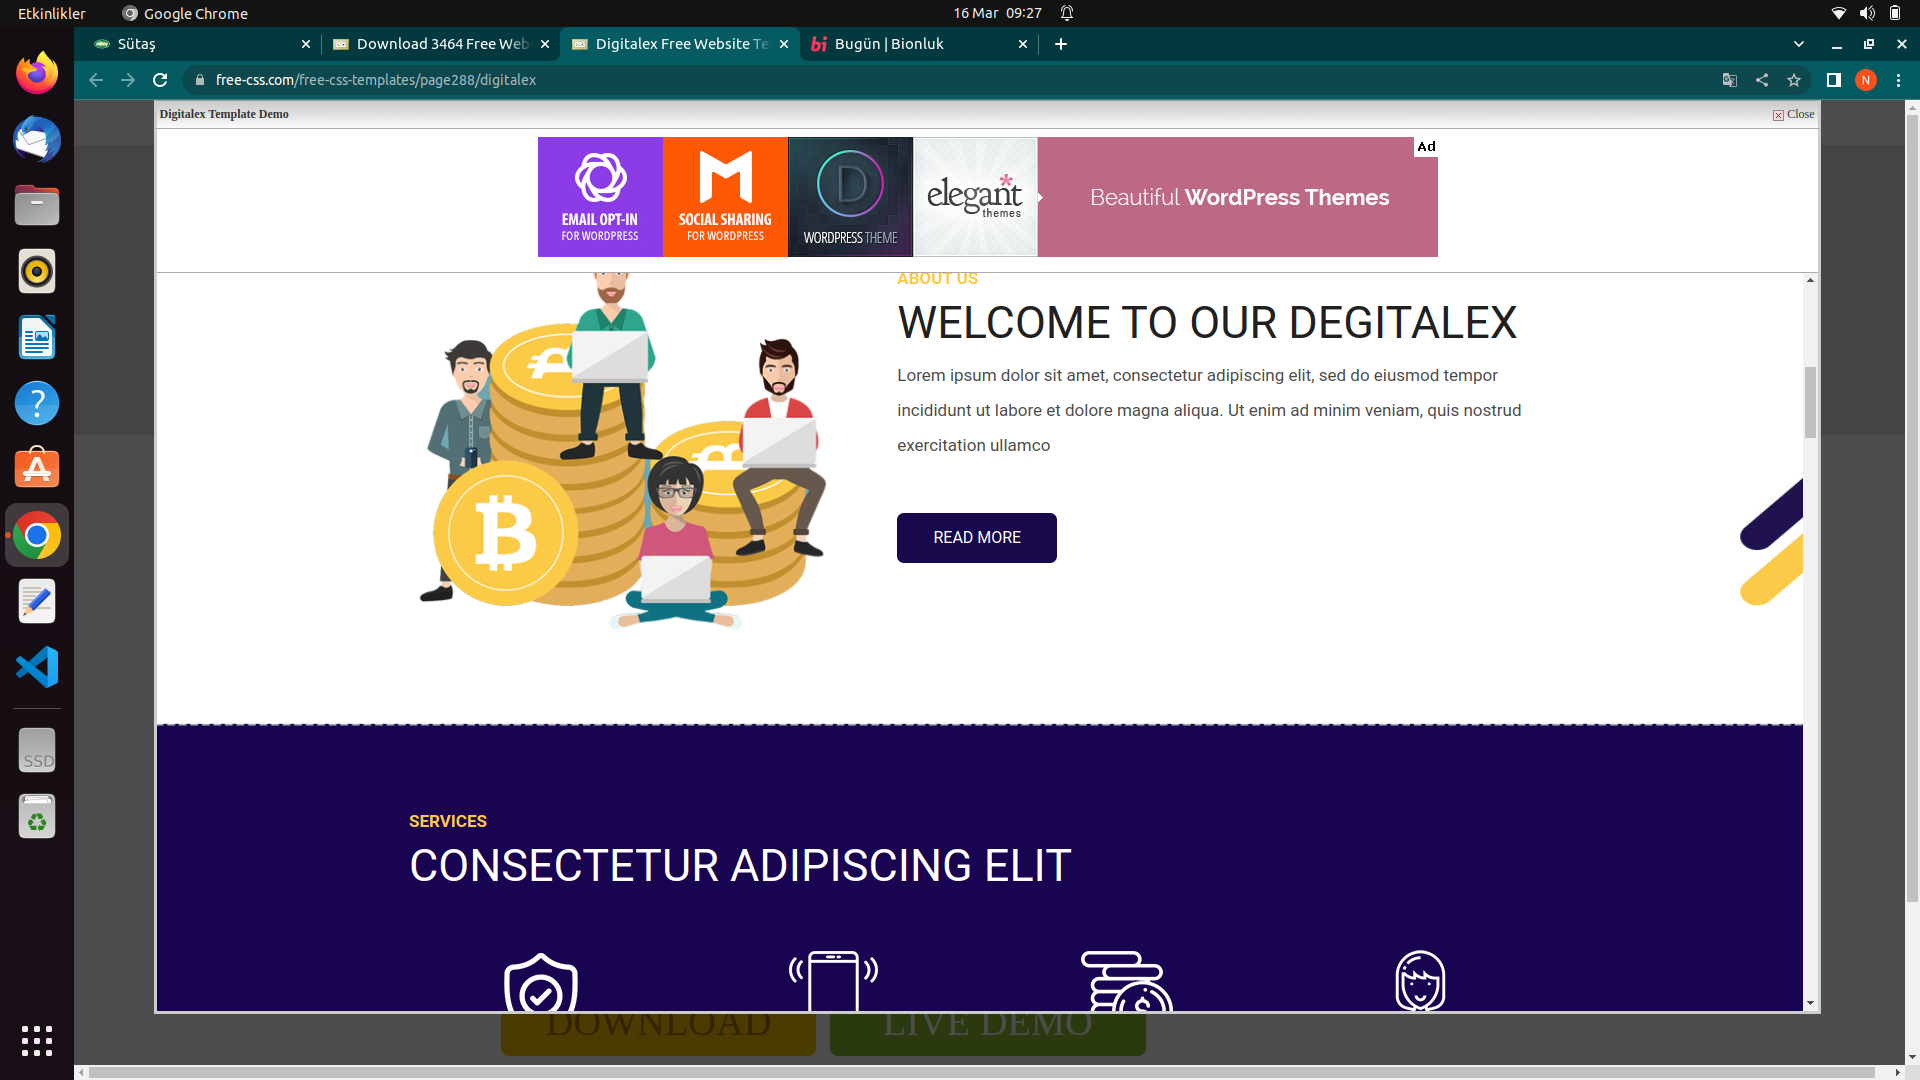 Etkinlikler
Google Chrome
16 Mar 09:27
Sütaş
Download 3464 Free Web
Digitalex Free Website Te
Bugün | Bionluk
free-css.com/free-css-templates/page288/digitalex
N
Digitalex Template Demo
Close
EMAIL OPT-IN
FOR WORDPRESS
SOCIAL SHARING
FOR WORDPRESS
D
WORDPRESS THEME
elegant
themes
Beautiful WordPress Themes
Ad
ABOUT US
WELCOME TO OUR DEGITALEX
Lorem ipsum dolor sit amet, consectetur adipiscing elit, sed do eiusmod tempor
incididunt ut labore et dolore magna aliqua. Ut enim ad minim veniam, quis nostrud
exercitation ullamco
READ MORE
SERVICES
CONSECTETUR ADIPISCING ELIT
DOWNLOAD
LIVE DEMO
SSD